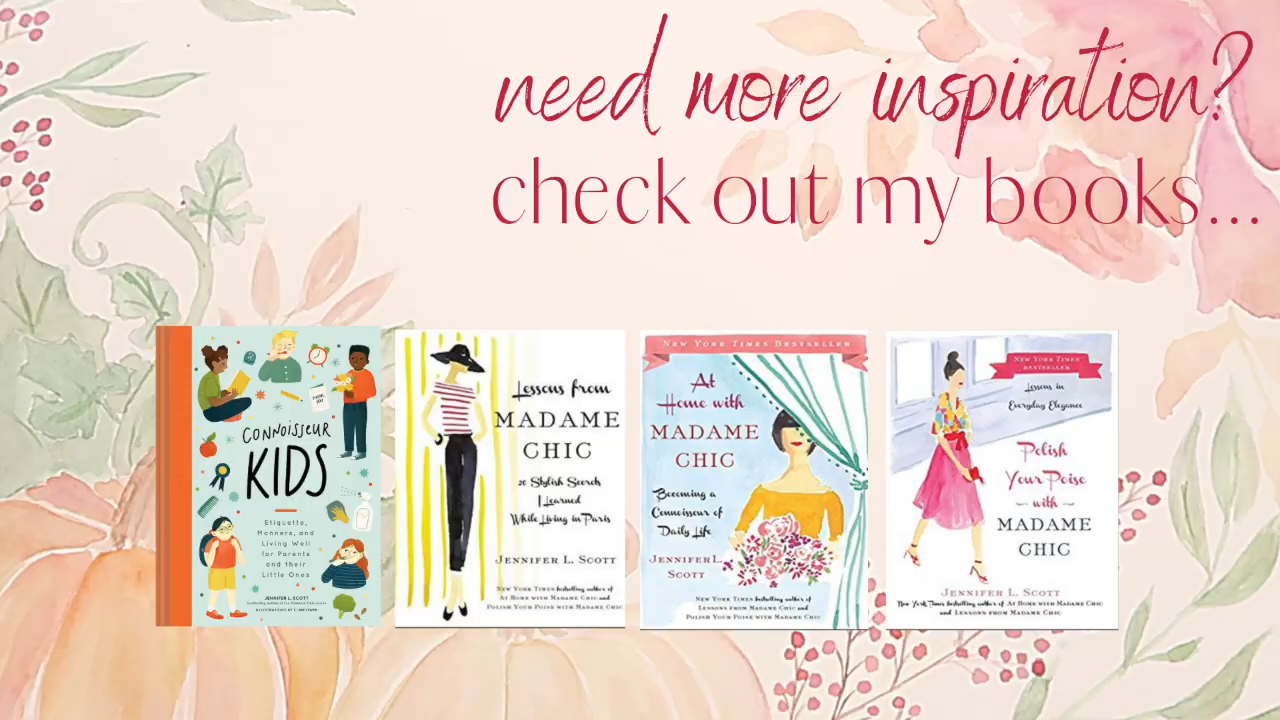 need more inspiration?
check out my books...
THANK YOU
CONNOISSEUR
KIDS
Etiquette,
Manners, and
Living Well
for Parents
and their
Little Ones
JENNIFER L. SCOTT
Lessons from
MADAME
CHIC
20 Stylish Secrets
I Learned
While Living in Paris
JENNIFER L. SCOTT
NEW YORK TIMES bestselling author of
AT HOME WITH MADAME CHIC and
POLISH YOUR POISE WITH MADAME CHIC
NEW YORK TIMES BESTSELLER
At
Home with
MADAME
CHIC
Becoming a
Connoisseur of
Daily Life
JENNIFER L.
SCOTT
NEW YORK TIMES bestselling author of
LESSONS FROM MADAME CHIC and
POLISH YOUR POISE WITH MADAME CHIC
NEW YORK TIMES
BESTSELLER
Lessons in
Everyday Elegance
Polish
Your Poise
with
MADAME
CHIC
JENNIFER L. SCOTT
New York Times bestselling author of AT HOME WITH MADAME CHIC
and LESSONS FROM MADAME CHIC